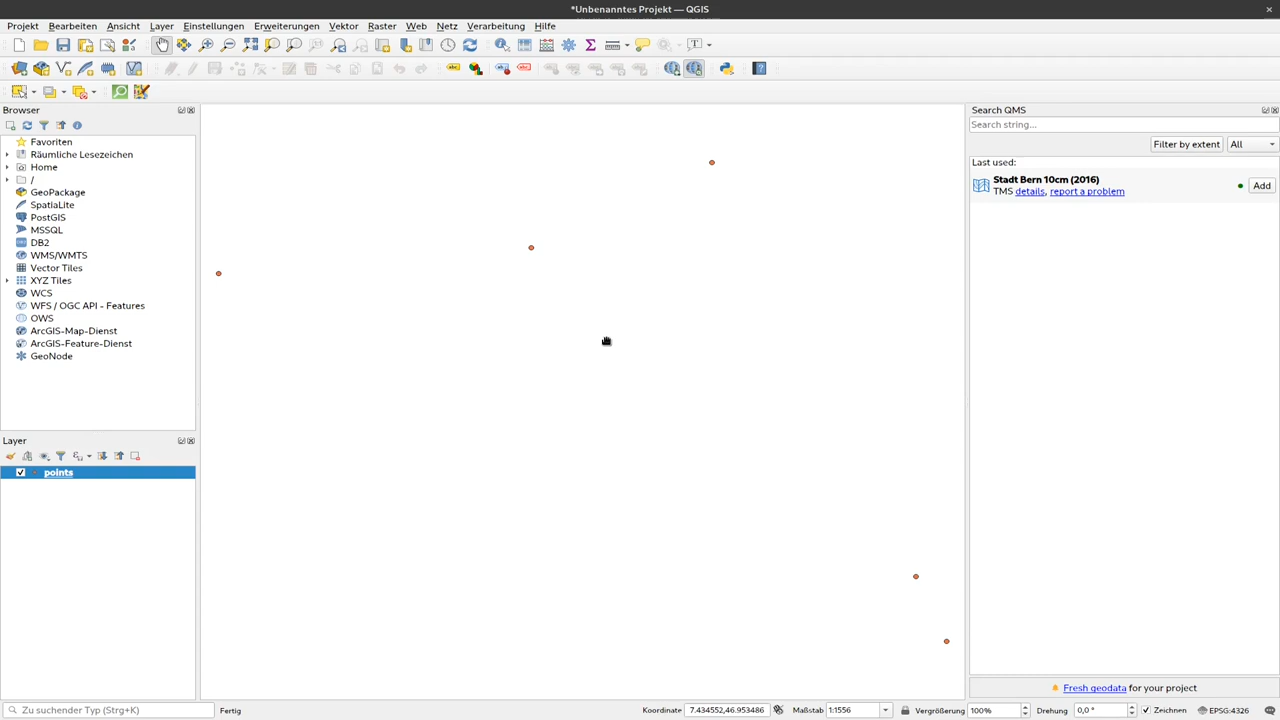 *Unbenanntes Projekt — QGIS
Projekt Bearbeiten Ansicht Layer Einstellungen Erweiterungen Vektor Raster Web Netz Verarbeitung Hilfe
Browser
Favoriten
Räumliche Lesezeichen
Home
/
GeoPackage
SpatiaLite
PostGIS
MSSQL
DB2
WMS/WMTS
Vector Tiles
XYZ Tiles
WCS
WFS / OGC API - Features
OWS
ArcGIS-Map-Dienst
ArcGIS-Feature-Dienst
GeoNode
Layer
points
Search QMS
Search string...
Filter by extent All
Last used:
Stadt Bern 10cm (2016)
TMS details, report a problem
Add
Fresh geodata for your project
Zu suchender Typ (Strg+K) Fertig Koordinate 7.434552,46.953486 Maßstab 1:1556 Vergrößerung 100% Drehung 0,0 ° Zeichnen EPSG:4326